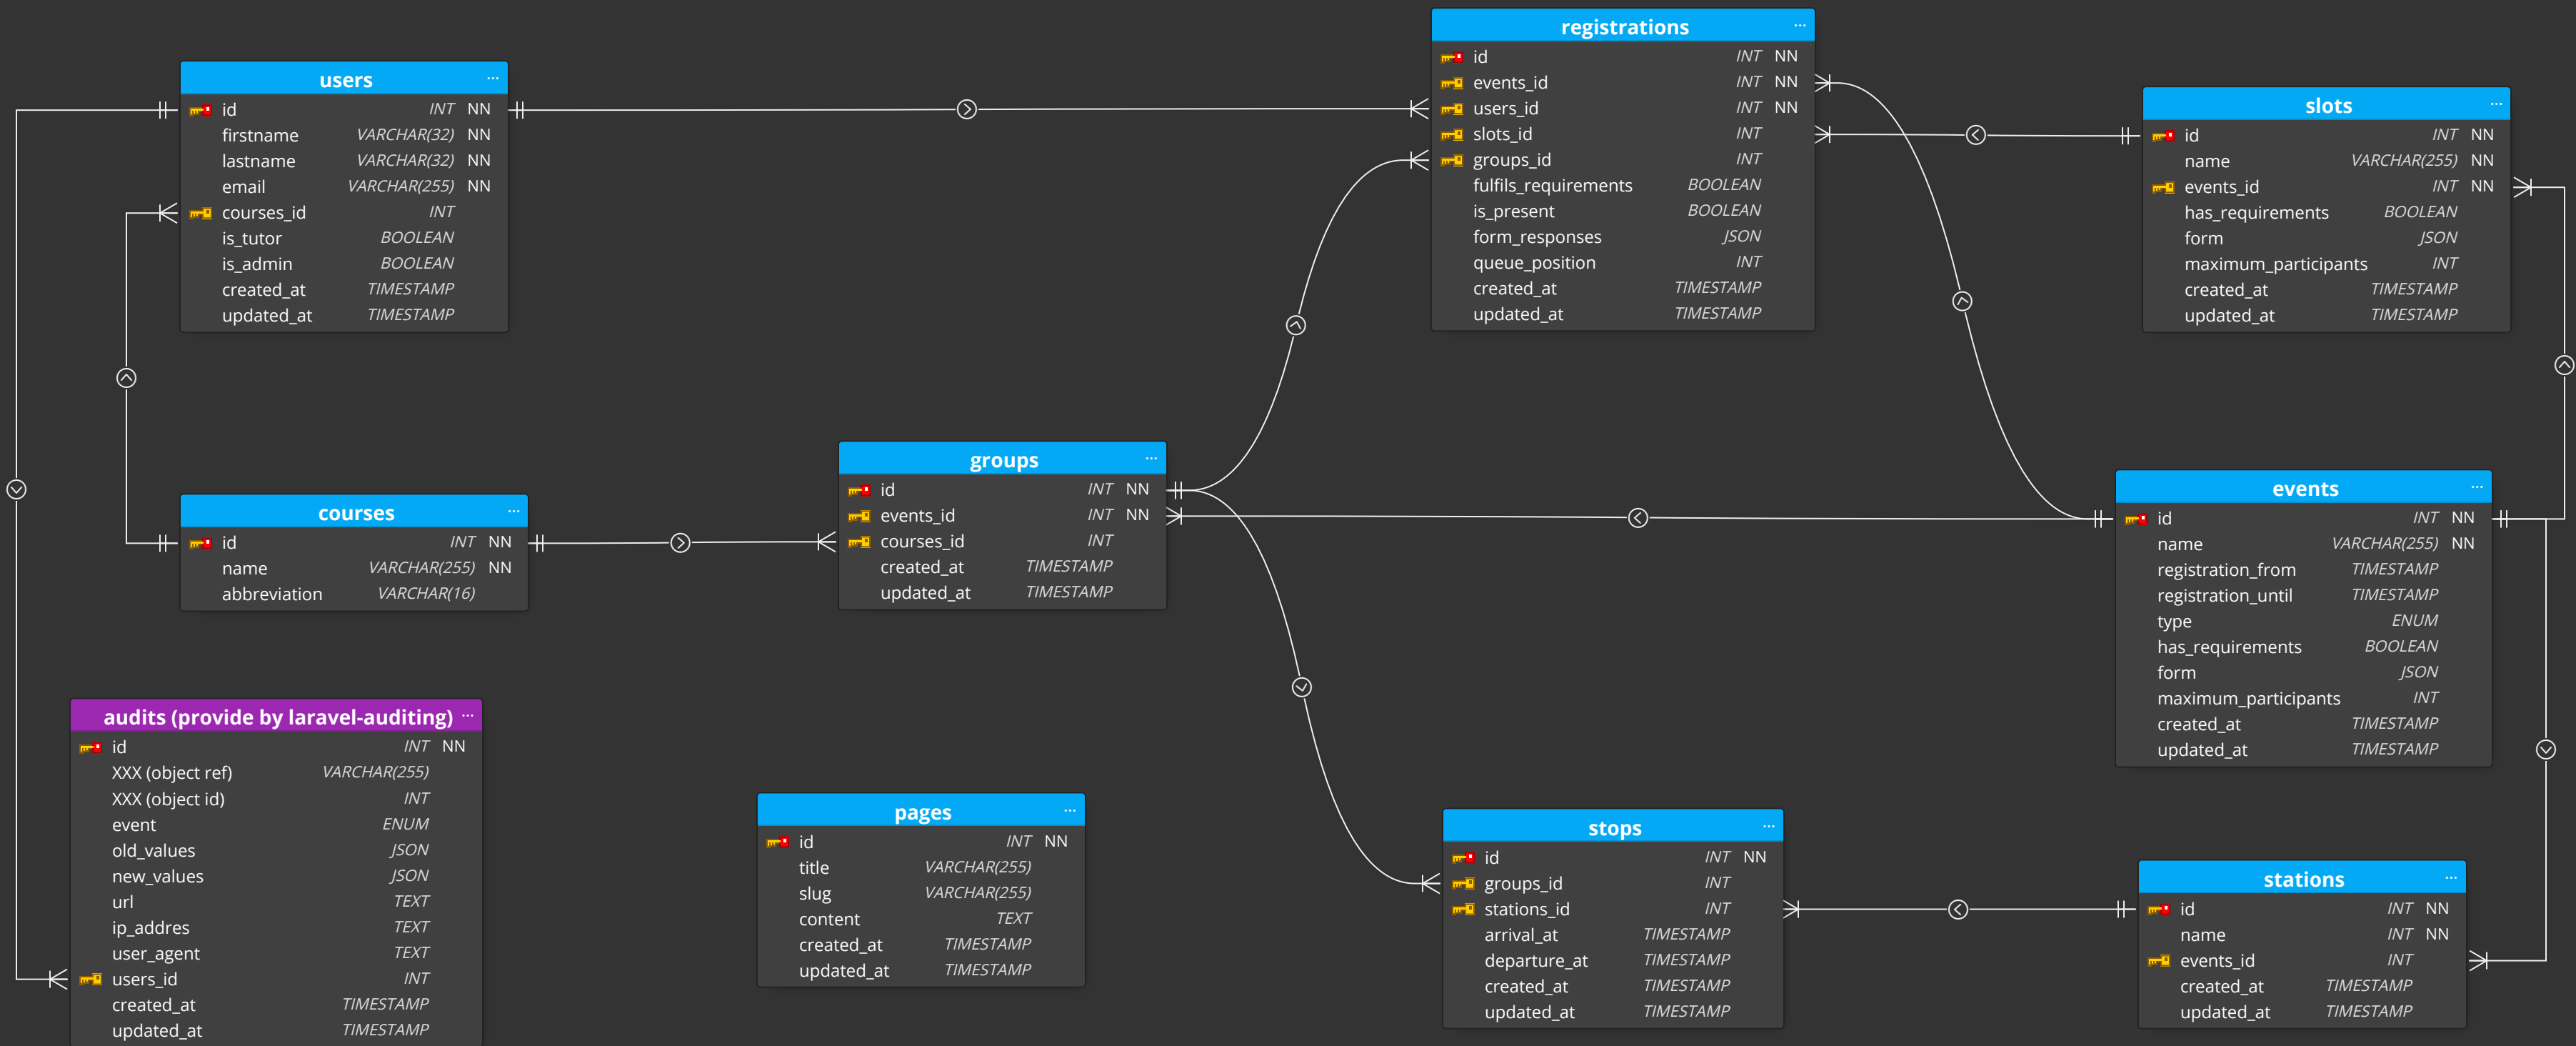 users ...
id INT NN
firstname VARCHAR(32) NN
lastname VARCHAR(32) NN
email VARCHAR(255) NN
courses_id INT
is_tutor BOOLEAN
is_admin BOOLEAN
created_at TIMESTAMP
updated_at TIMESTAMP
registrations ...
id INT NN
events_id INT NN
users_id INT NN
slots_id INT
groups_id INT
fulfils_requirements BOOLEAN
is_present BOOLEAN
form_responses JSON
queue_position INT
created_at TIMESTAMP
updated_at TIMESTAMP
slots ...
id INT NN
name VARCHAR(255) NN
events_id INT NN
has_requirements BOOLEAN
form JSON
maximum_participants INT
created_at TIMESTAMP
updated_at TIMESTAMP
courses ...
id INT NN
name VARCHAR(255) NN
abbreviation VARCHAR(16)
groups ...
id INT NN
events_id INT NN
courses_id INT
created_at TIMESTAMP
updated_at TIMESTAMP
events ...
id INT NN
name VARCHAR(255) NN
registration_from TIMESTAMP
registration_until TIMESTAMP
type ENUM
has_requirements BOOLEAN
form JSON
maximum_participants INT
created_at TIMESTAMP
updated_at TIMESTAMP
audits (provide by laravel-auditing) ...
id INT NN
XXX (object ref) VARCHAR(255)
XXX (object id) INT
event ENUM
old_values JSON
new_values JSON
url TEXT
ip_addres TEXT
user_agent TEXT
users_id INT
created_at TIMESTAMP
updated_at TIMESTAMP
pages ...
id INT NN
title VARCHAR(255)
slug VARCHAR(255)
content TEXT
created_at TIMESTAMP
updated_at TIMESTAMP
stops ...
id INT NN
groups_id INT
stations_id INT
arrival_at TIMESTAMP
departure_at TIMESTAMP
created_at TIMESTAMP
updated_at TIMESTAMP
stations ...
id INT NN
name INT NN
events_id INT
created_at TIMESTAMP
updated_at TIMESTAMP